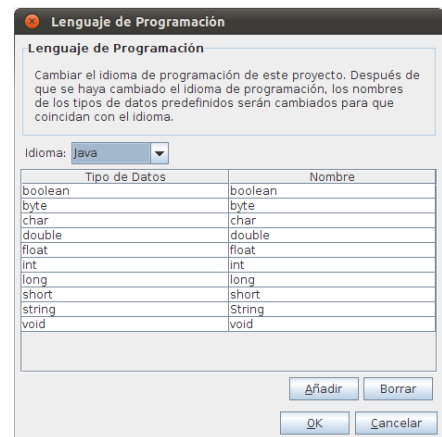 Lenguaje de Programación
Lenguaje de Programación
Cambiar el idioma de programación de este proyecto. Después de
que se haya cambiado el idioma de programación, los nombres
de los tipos de datos predefinidos serán cambiados para que
coincidan con el idioma.
Idioma: Java
Tipo de Datos Nombre
boolean boolean
byte byte
char char
double double
float float
int int
long long
short short
string String
void void
Añadir Borrar
OK Cancelar